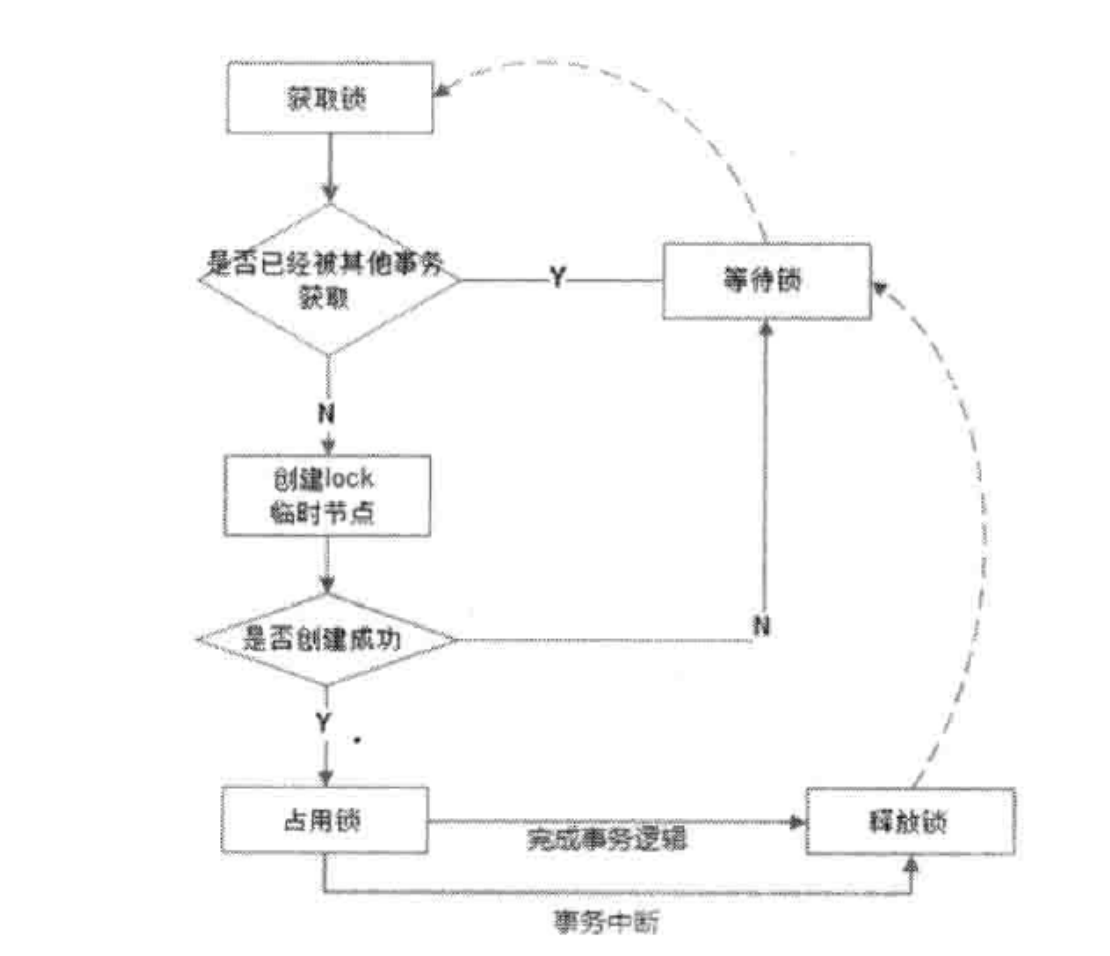 获取锁
是否已经被其他事务
获取
Y
等待锁
N
创建lock
临时节点
是否创建成功
N
Y
占用锁
完成事务逻辑
释放锁
事务中断